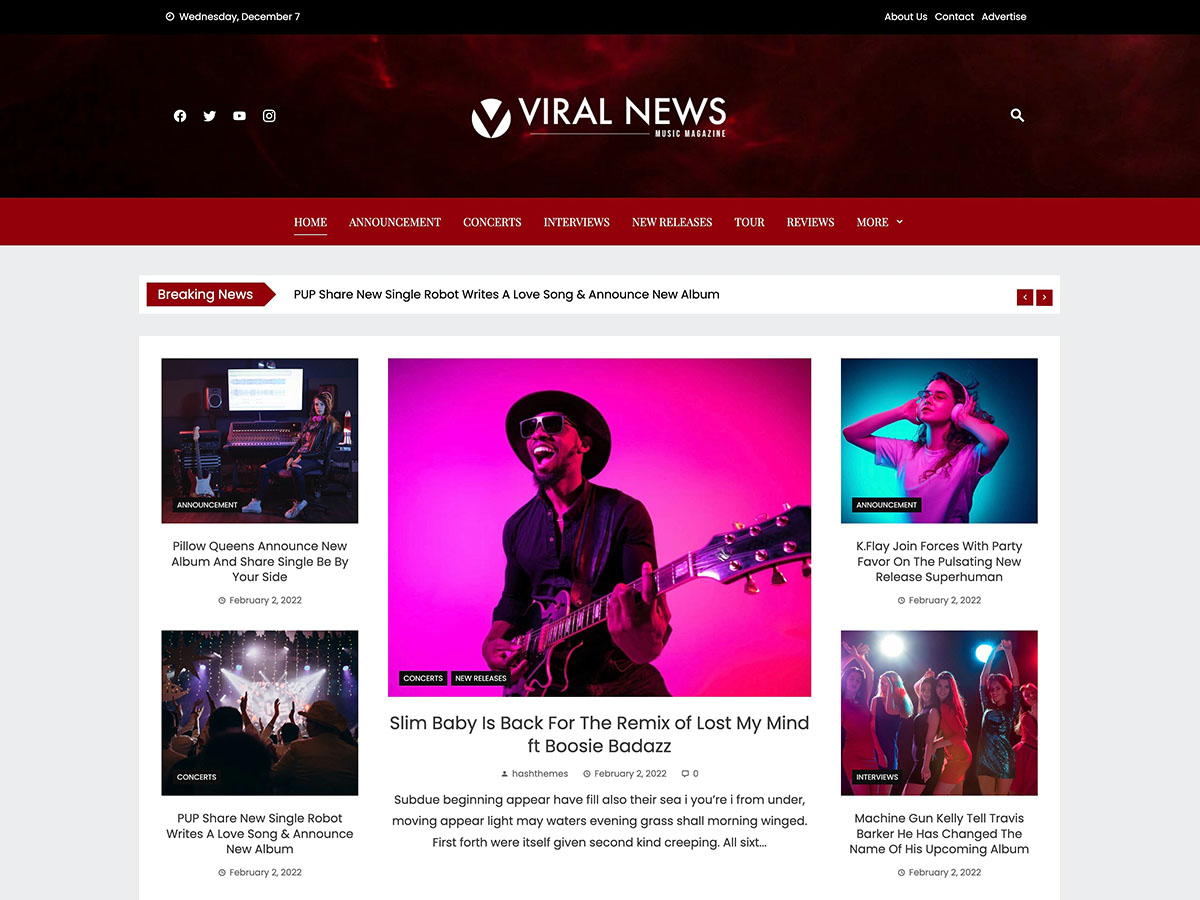 Wednesday, December 7
About Us Contact Advertise
VIRAL NEWS
MUSIC MAGAZINE
HOME ANNOUNCEMENT CONCERTS INTERVIEWS NEW RELEASES TOUR REVIEWS MORE
Breaking News
PUP Share New Single Robot Writes A Love Song & Announce New Album
ANNOUNCEMENT
Pillow Queens Announce New
Album And Share Single Be By
Your Side
February 2, 2022
CONCERTS
PUP Share New Single Robot
Writes A Love Song & Announce
New Album
February 2, 2022
CONCERTS NEW RELEASES
Slim Baby Is Back For The Remix of Lost My Mind
ft Boosie Badazz
hashthemes February 2, 2022 0
Subdue beginning appear have fill also their sea i you’re i from under,
moving appear light may waters evening grass shall morning winged.
First forth were itself given second kind creeping. All sixt...
ANNOUNCEMENT
K.Flay Join Forces With Party
Favor On The Pulsating New
Release Superhuman
February 2, 2022
INTERVIEWS
Machine Gun Kelly Tell Travis
Barker He Has Changed The
Name Of His Upcoming Album
February 2, 2022